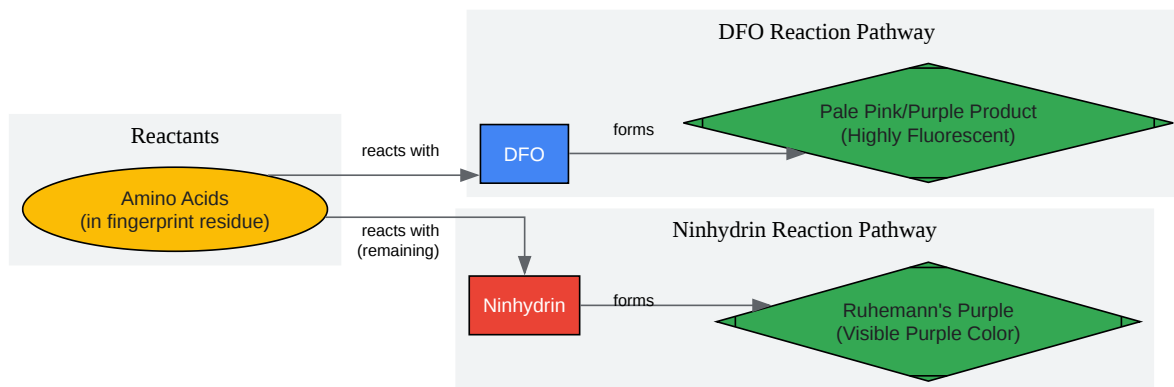 DFO Reaction Pathway
Pale Pink/Purple Product
(Highly Fluorescent)
Reactants
forms
reacts with
DFO
Amino Acids
(in fingerprint residue)
reacts with
(remaining)
Ninhydrin Reaction Pathway
Ninhydrin
forms
Ruhemann's Purple
(Visible Purple Color)